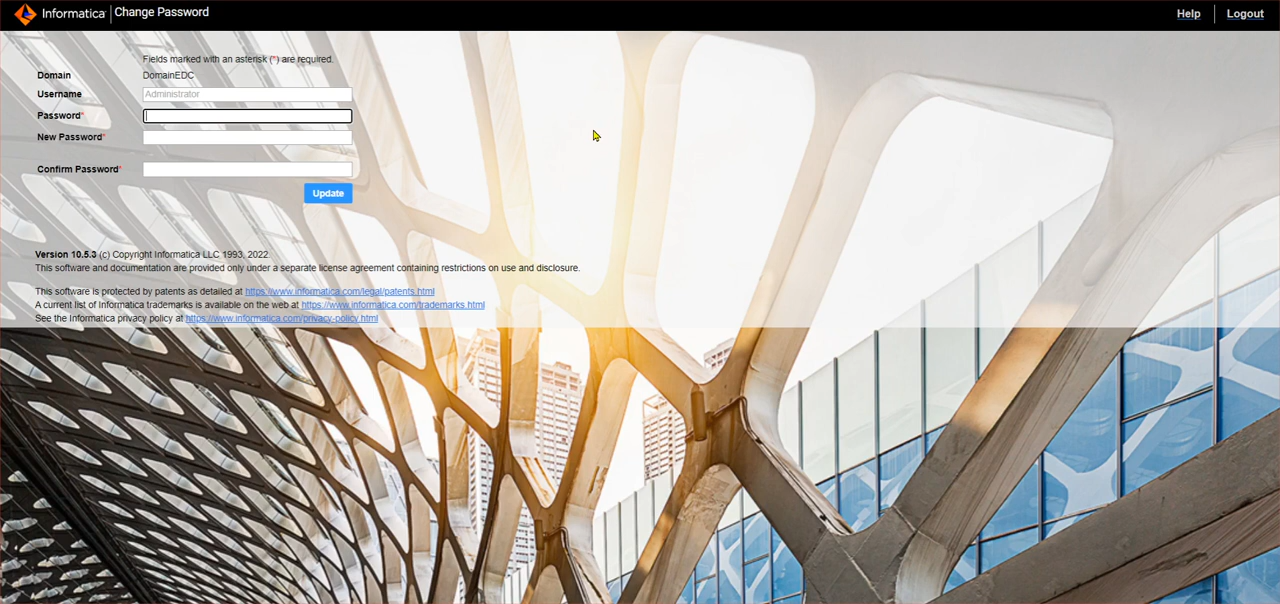 Informatica Change Password Help Logout
Fields marked with an asterisk (*) are required.
Domain DomainEDC
Username Administrator
Password*
New Password*
Confirm Password*
Update
Version 10.5.3 (c) Copyright Informatica LLC 1993, 2022
This software and documentation are provided only under a separate license agreement containing restrictions on use and disclosure.
This software is protected by patents as detailed at https://www.informatica.com/legal/patents.html
A current list of Informatica trademarks is available on the web at https://www.informatica.com/trademarks.html
See the Informatica privacy policy at https://www.informatica.com/privacy-policy.html